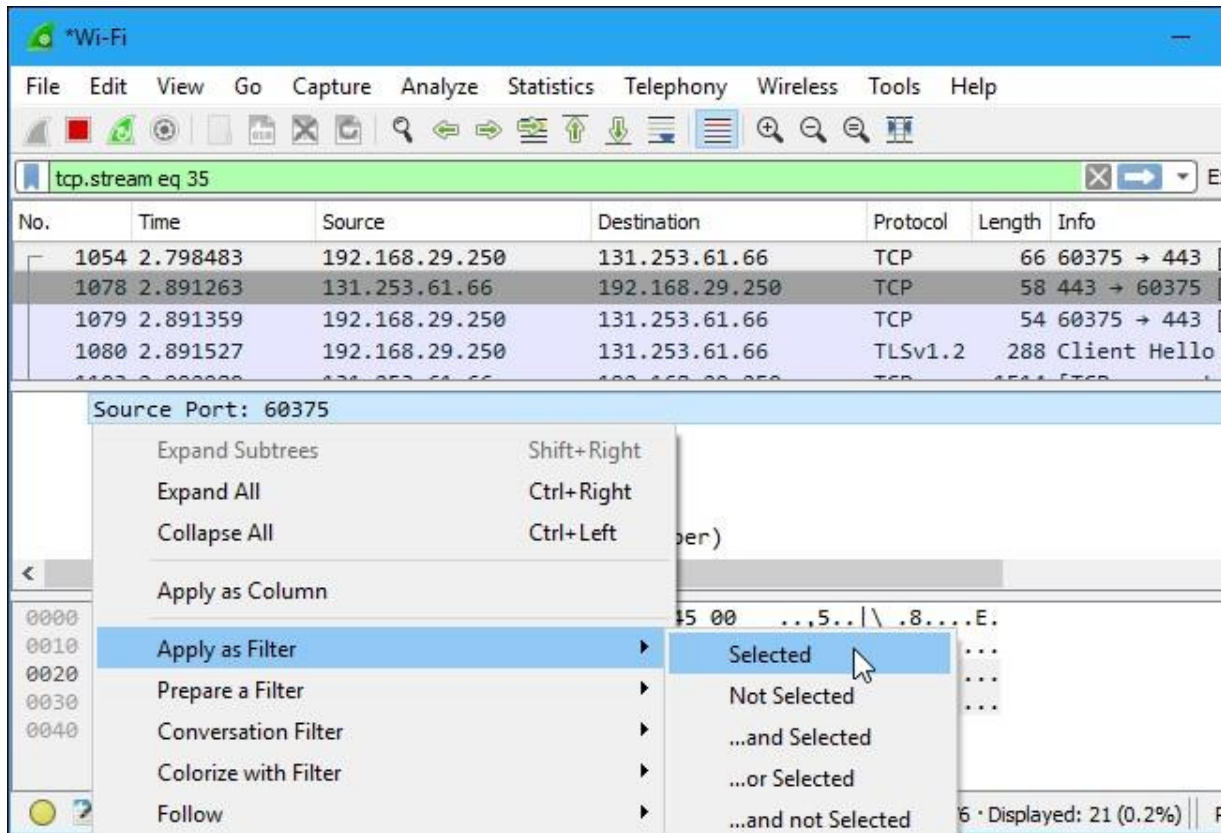 *Wi-Fi
File Edit View Go Capture Analyze Statistics Telephony Wireless Tools Help
tcp.stream eq 35
No. Time Source Destination Protocol Length Info
1054 2.798483 192.168.29.250 131.253.61.66 TCP 66 60375 → 443 [
1078 2.891263 131.253.61.66 192.168.29.250 TCP 58 443 → 60375 [
1079 2.891359 192.168.29.250 131.253.61.66 TCP 54 60375 → 443 [
1080 2.891527 192.168.29.250 131.253.61.66 TLSv1.2 288 Client Hello
Source Port: 60375
Expand Subtrees Shift+Right
Expand All Ctrl+Right
Collapse All Ctrl+Left
ber)
Apply as Column
0000 45 00 ..,5..|\ .8....E.
0010 Apply as Filter Selected ...
0020 ...
Prepare a Filter Not Selected
0030 ...
0040 Conversation Filter ...and Selected
Colorize with Filter ...or Selected
Follow ...and not Selected 6 · Displayed: 21 (0.2%)